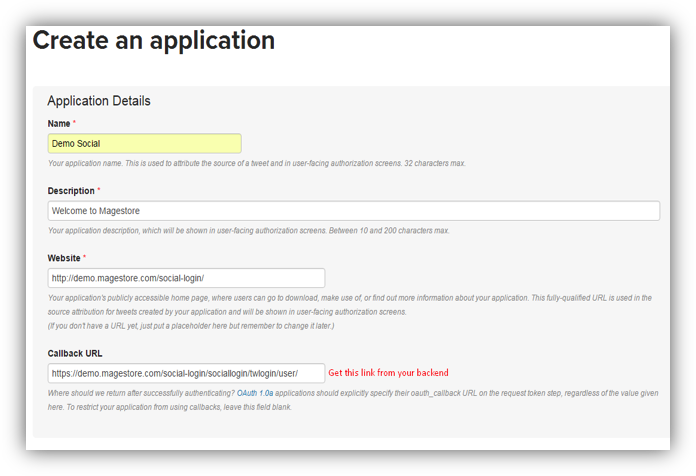 Create an application
Application Details
Name *
Demo Social
Your application name. This is used to attribute the source of a tweet and in user-facing authorization screens. 32 characters max.
Description *
Welcome to Magestore
Your application description, which will be shown in user-facing authorization screens. Between 10 and 200 characters max.
Website *
http://demo.magestore.com/social-login/
Your application's publicly accessible home page, where users can go to download, make use of, or find out more information about your application. This fully-qualified URL is used in the
source attribution for tweets created by your application and will be shown in user-facing authorization screens.
(If you don't have a URL yet, just put a placeholder here but remember to change it later.)
Callback URL
https://demo.magestore.com/social-login/sociallogin/twlogin/user/ Get this link from your backend
Where should we return after successfully authenticating? OAuth 1.0a applications should explicitly specify their oauth_callback URL on the request token step, regardless of the value given
here. To restrict your application from using callbacks, leave this field blank.